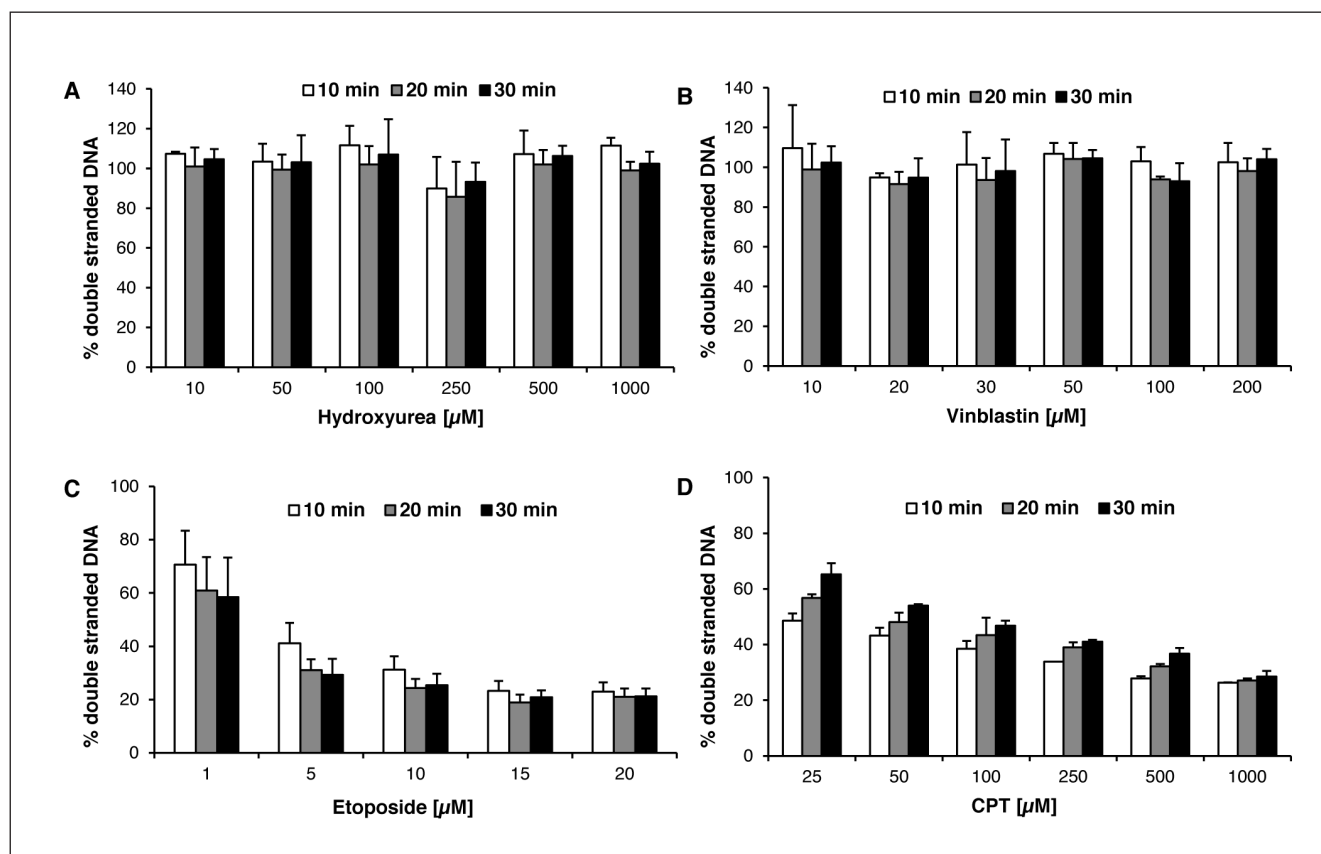 A
10 min 20 min 30 min
% double stranded DNA
140
120
100
80
60
40
20
0
10 50 100 250 500 1000
Hydroxyurea [µM]
B
10 min 20 min 30 min
% double stranded DNA
140
120
100
80
60
40
20
0
10 20 30 50 100 200
Vinblastin [µM]
C
10 min 20 min 30 min
% double stranded DNA
100
80
60
40
20
0
1 5 10 15 20
Etoposide [µM]
D
10 min 20 min 30 min
% double stranded DNA
100
80
60
40
20
0
25 50 100 250 500 1000
CPT [µM]